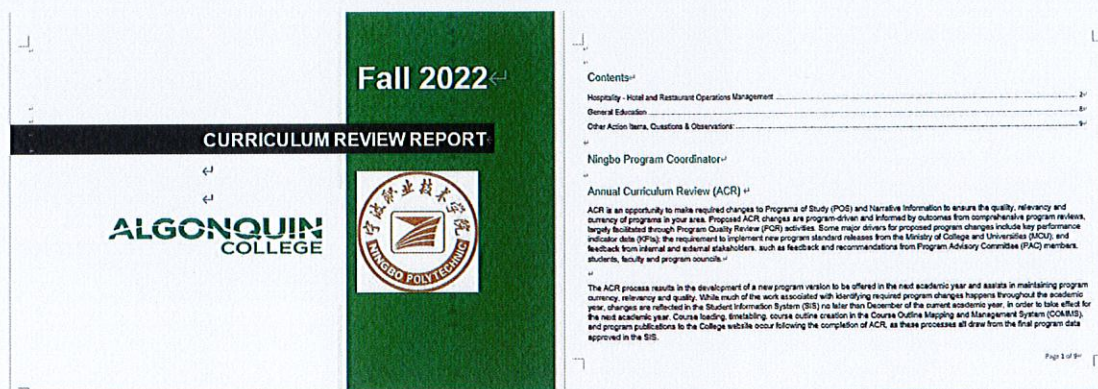 Fall 2022
CURRICULUM REVIEW REPORT
ALGONQUIN
COLLEGE
宁波职业技术学院
NINGBO POLYTECHNIC
Contents
Hospitality - Hotel and Restaurant Operations Management 2
General Education 8
Other Action Items, Questions & Observations: 9
Ningbo Program Coordinator
Annual Curriculum Review (ACR)
ACR is an opportunity to make required changes to Programs of Study (POS) and Narrative Information to ensure the quality, relevancy and
currency of programs in your area. Proposed ACR changes are program-driven and informed by outcomes from comprehensive program reviews,
largely facilitated through Program Quality Review (PQR) activities. Some major drivers for proposed program changes include key performance
indicator data (KPIs); the requirement to implement new program standard releases from the Ministry of College and Universities (MCU); and
feedback from internal and external stakeholders, such as feedback and recommendations from Program Advisory Committee (PAC) members,
students, faculty and program councils.
The ACR process results in the development of a new program version to be offered in the next academic year and assists in maintaining program
currency, relevancy and quality. While much of the work associated with identifying required program changes happens throughout the academic
year, changes are reflected in the Student Information System (SIS) no later than December of the current academic year, in order to take effect for
the next academic year. Course loading, timetabling, course outline creation in the Course Outline Mapping and Management System (COMMS),
and program publications to the College website occur following the completion of ACR, as these processes all draw from the final program data
approved in the SIS.
Page 1 of 9